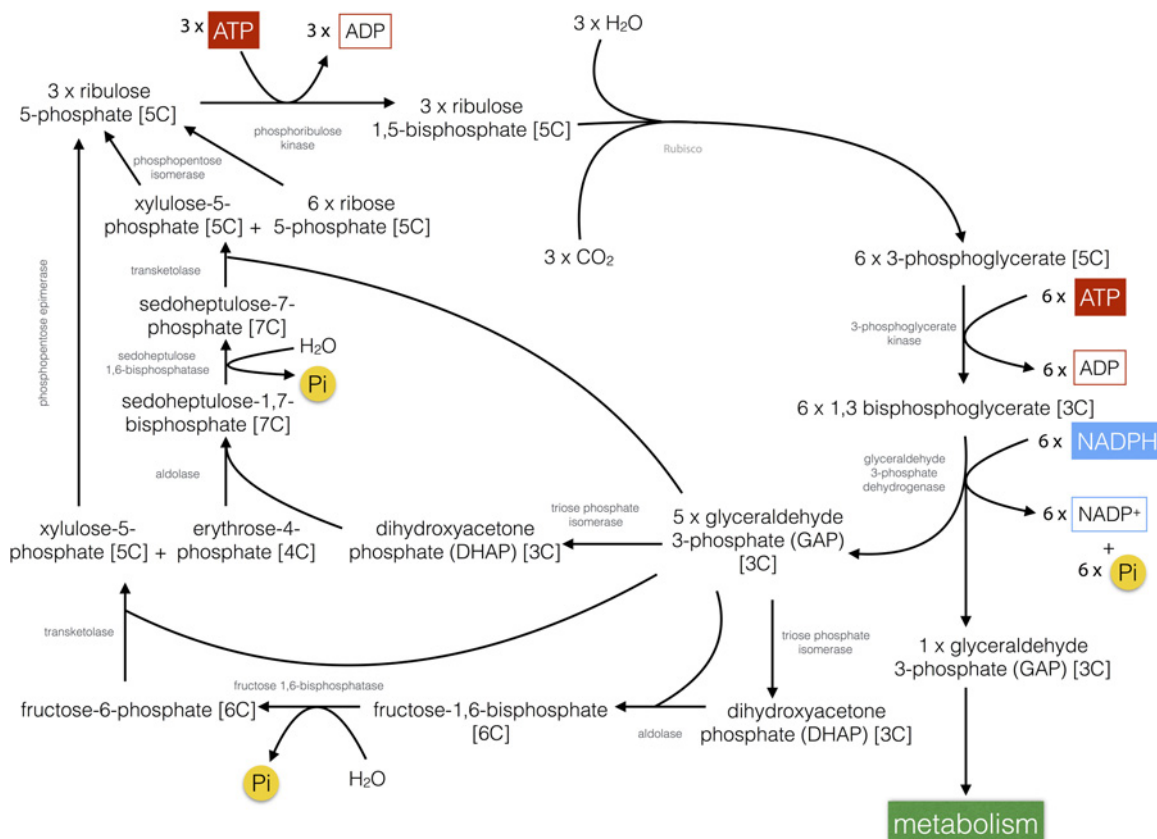 3 x ATP
3 x ADP
3 x H₂O
3 x ribulose
5-phosphate [5C]
phosphoribulose
kinase
3 x ribulose
1,5-bisphosphate [5C]
Rubisco
3 x CO₂
phosphopentose
isomerase
xylulose-5-
phosphate [5C] +
6 x ribose
5-phosphate [5C]
transketolase
sedoheptulose-7-
phosphate [7C]
sedoheptulose
1,6-bisphosphatase
H₂O
Pi
sedoheptulose-1,7-
bisphosphate [7C]
aldolase
phosphopentose epimerase
xylulose-5-
phosphate [5C] +
erythrose-4-
phosphate [4C]
dihydroxyacetone
phosphate (DHAP) [3C]
triose phosphate
isomerase
5 x glyceraldehyde
3-phosphate (GAP)
[3C]
6 x 3-phosphoglycerate [5C]
6 x ATP
3-phosphoglycerate
kinase
6 x ADP
6 x 1,3 bisphosphoglycerate [3C]
6 x NADPH
glyceraldehyde
3-phosphate
dehydrogenase
6 x NADP⁺
+
6 x Pi
transketolase
triose phosphate
isomerase
1 x glyceraldehyde
3-phosphate (GAP) [3C]
fructose-6-phosphate [6C]
fructose 1,6-bisphosphatase
Pi
H₂O
fructose-1,6-bisphosphate
[6C]
aldolase
dihydroxyacetone
phosphate (DHAP) [3C]
metabolism